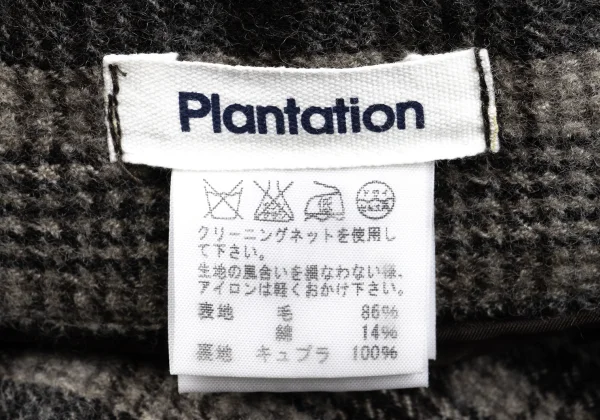 Plantation
クリーニングネットを使用し
て下さい。
生地の風合いを損なわない様、
アイロンは軽くおかけ下さい。
表地 毛 86%
綿 14%
裏地 キュプラ 100%